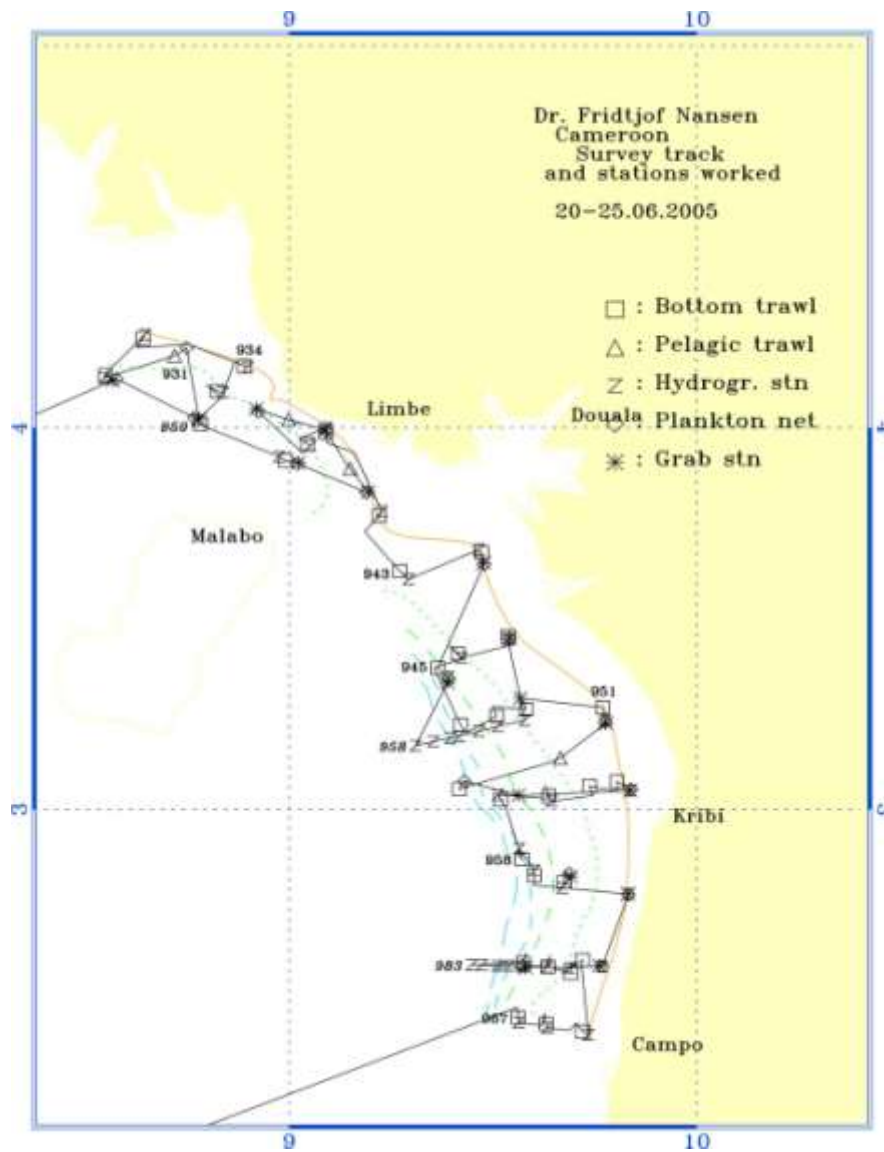 9 10
Dr. Fridtjof Nansen
Cameroon
Survey track
and stations worked
20-25.06.2005
□ : Bottom trawl
△ : Pelagic trawl
Z : Hydrogr. stn
◇ : Plankton net
✳ : Grab stn
934
931
Limbe
Douala
959
4 4
Malabo
943
945
951
958
3 3
Kribi
958
983
967
Campo
9 10